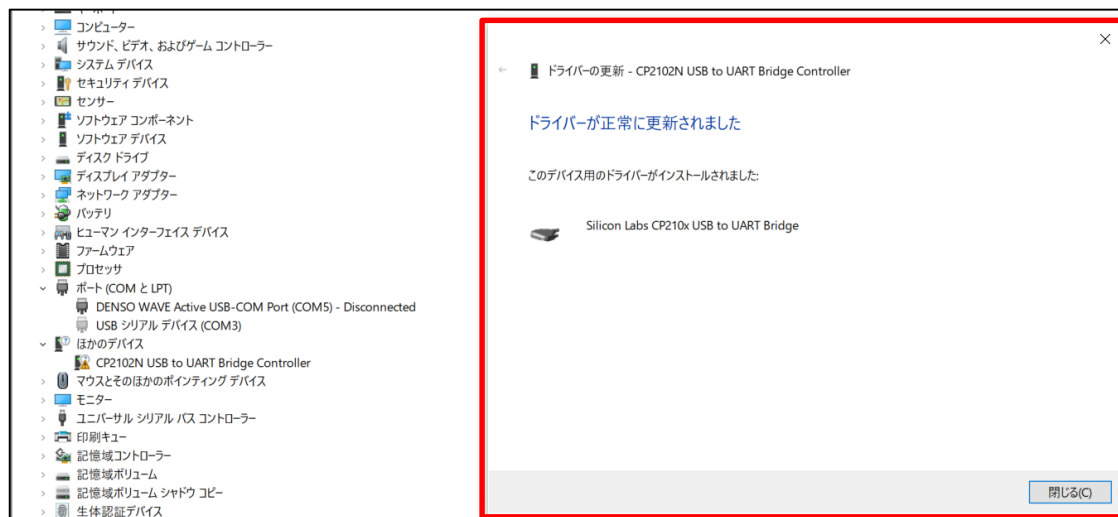 コンピューター
サウンド、ビデオ、およびゲーム コントローラー
システム デバイス
セキュリティ デバイス
センサー
ソフトウェア コンポーネント
ソフトウェア デバイス
ディスク ドライブ
ディスプレイ アダプター
ネットワーク アダプター
バッテリ
ヒューマン インターフェイス デバイス
ファームウェア
プロセッサ
ポート (COM と LPT)
DENSO WAVE Active USB-COM Port (COM5) - Disconnected
USB シリアル デバイス (COM3)
ほかのデバイス
CP2102N USB to UART Bridge Controller
マウスとそのほかのポインティング デバイス
モニター
ユニバーサル シリアル バス コントローラー
印刷キュー
記憶域コントローラー
記憶域ボリューム
記憶域ボリューム シャドウ コピー
生体認証デバイス
ドライバーの更新 - CP2102N USB to UART Bridge Controller
ドライバーが正常に更新されました
このデバイス用のドライバーがインストールされました:
Silicon Labs CP210x USB to UART Bridge
閉じる(C)